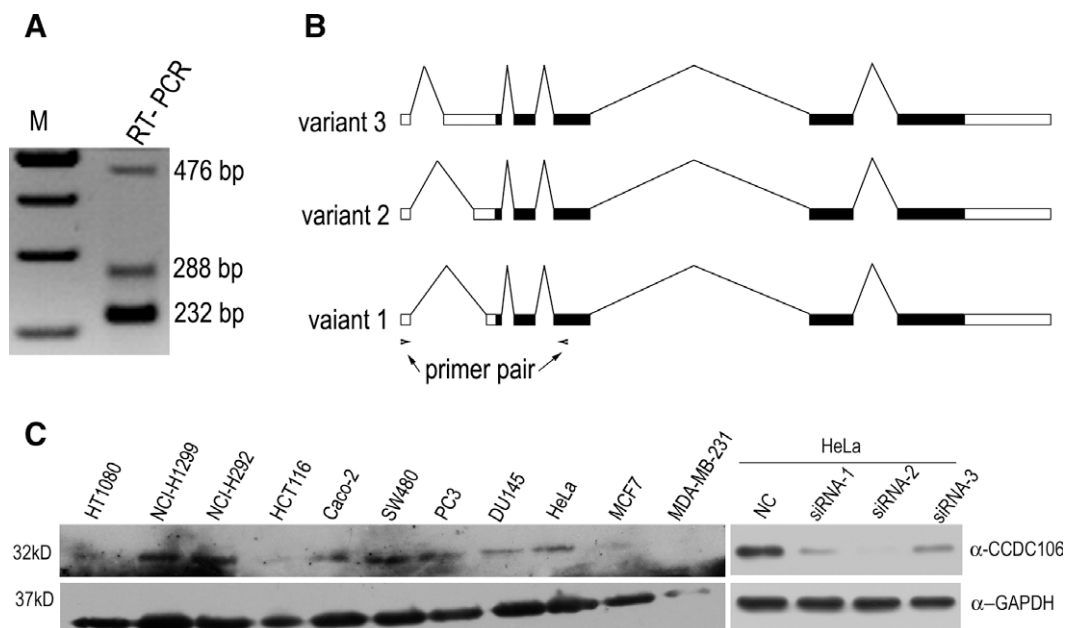 A
M
RT- PCR
476 bp
288 bp
232 bp
B
variant 3
variant 2
vaiant 1
primer pair
C
HT1080
NCI-H1299
NCI-H292
HCT116
Caco-2
SW480
PC3
DU145
HeLa
MCF7
MDA-MB-231
HeLa
NC
siRNA-1
siRNA-2
siRNA-3
32kD
α-CCDC106
37kD
α–GAPDH